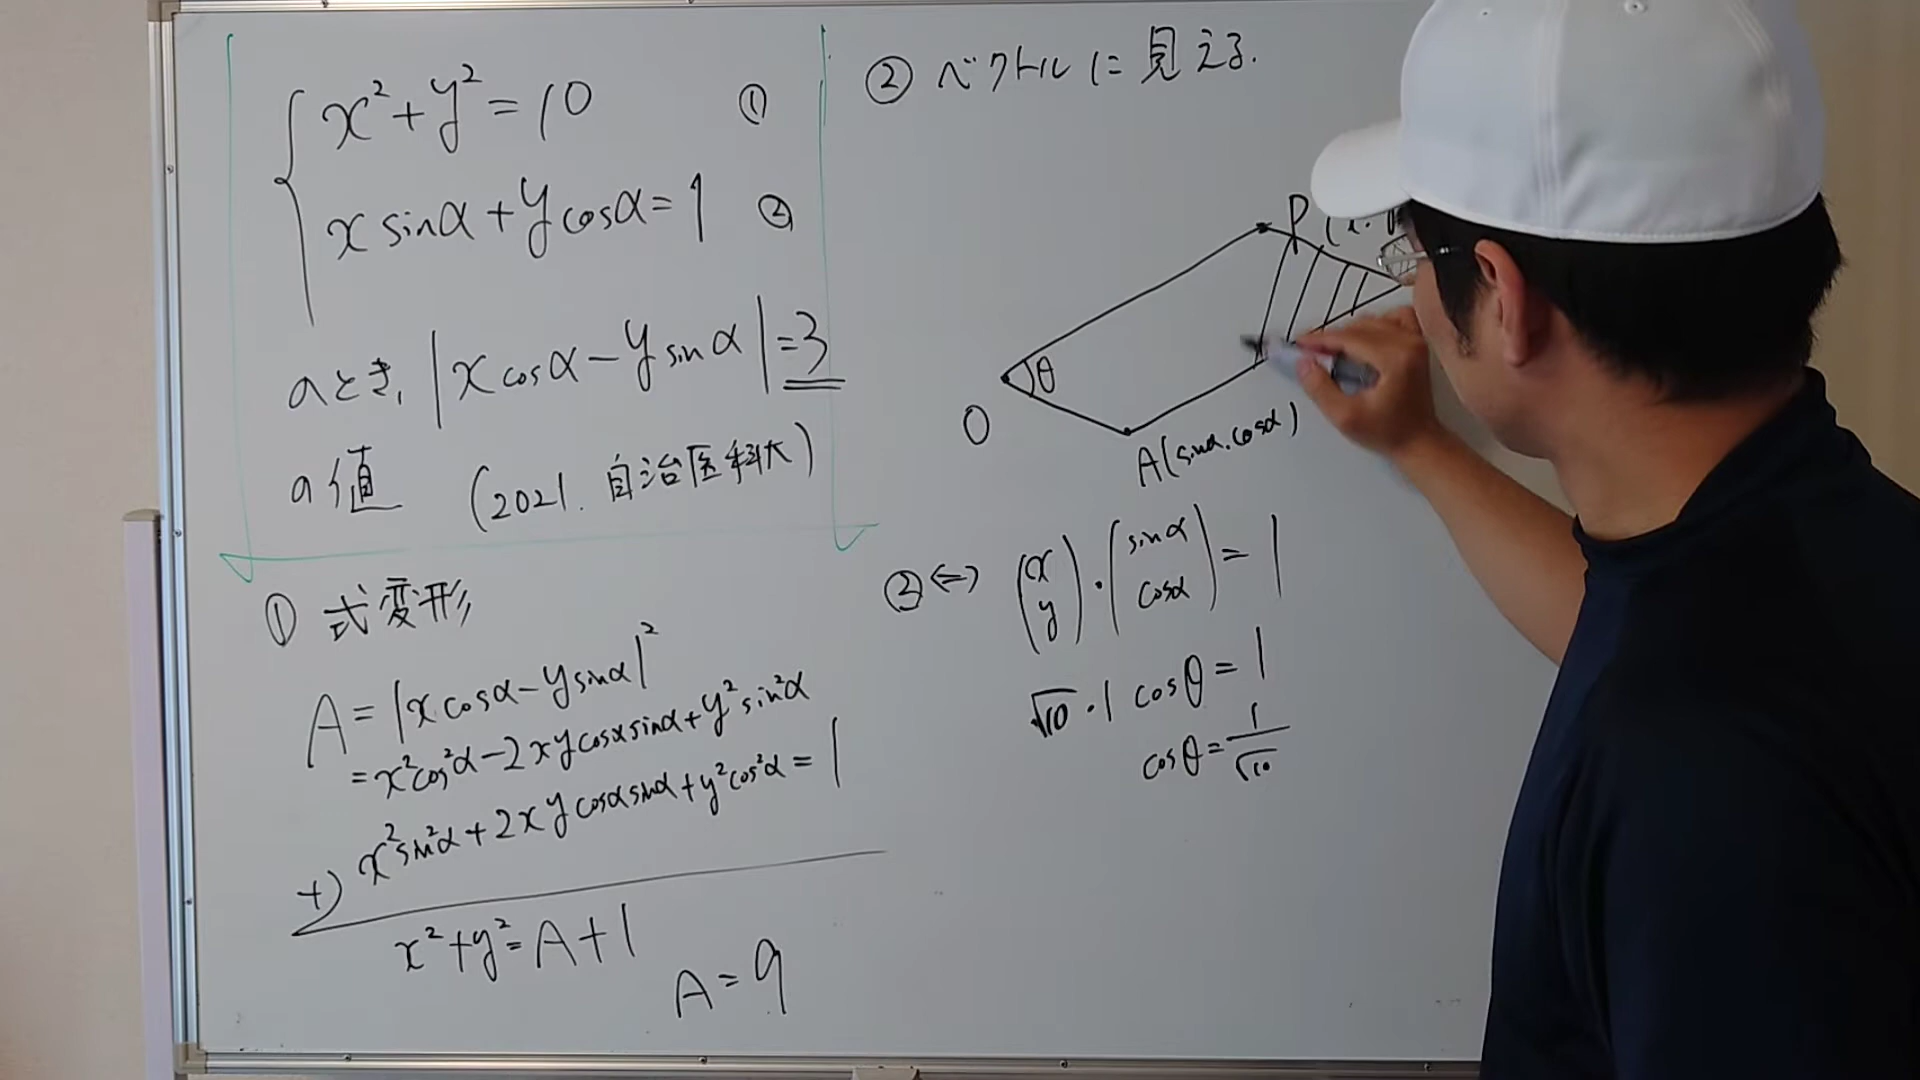 x²+y²=10 ①
x sinα+y cosα=1 ②
のとき, |x cosα-y sinα|=3
の値 (2021. 自治医科大)
① 式変形
A=|x cosα-y sinα|²
=x²cos²α-2xy cosα sinα+y²sin²α
+) x²sin²α+2xy cosα sinα+y²cos²α=1
x²+y²=A+1
A=9
② ベクトルに見える.
P
θ
O
A(sinα, cosα)
②⇔ (x y)・(sinα cosα)=1
√10・1 cosθ=1
cosθ=1/√10